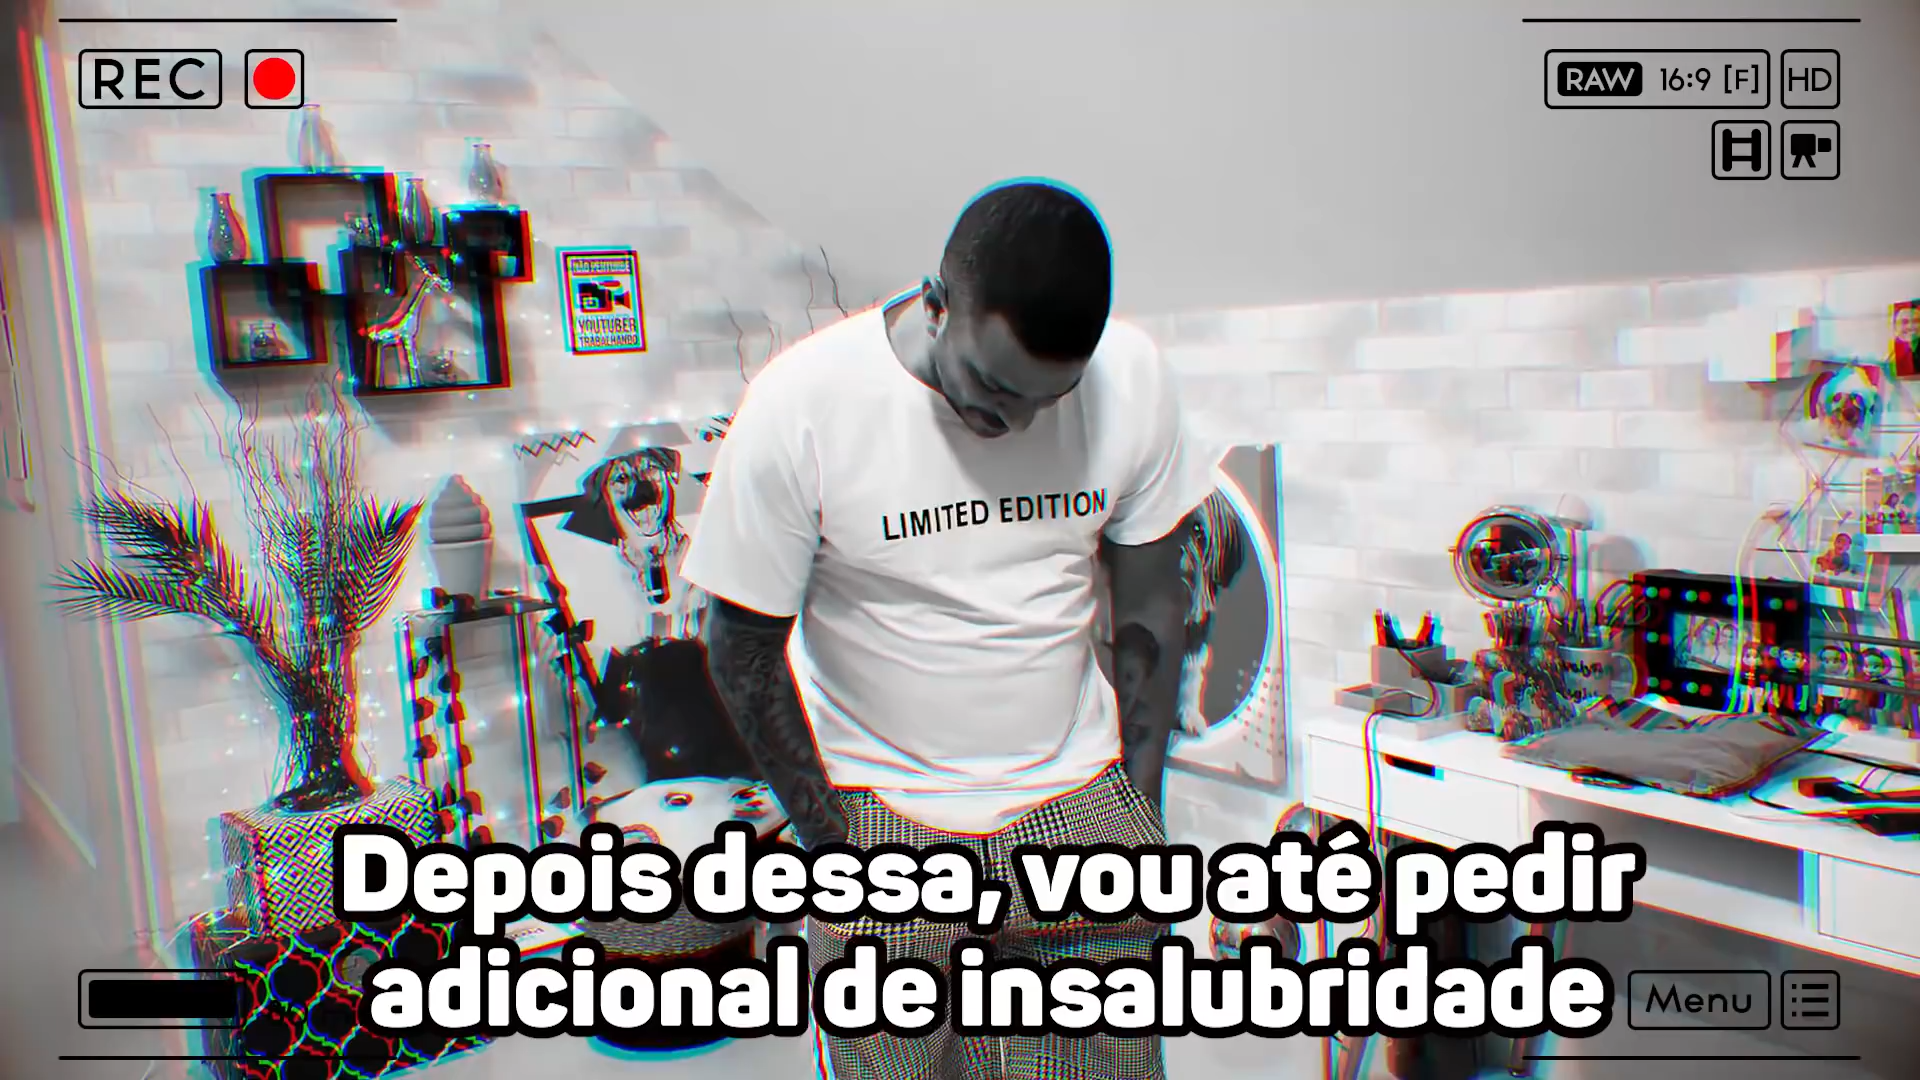 REC
RAW 16:9 [F] HD
NÃO PERTURBE
YOUTUBER
TRABALHANDO
LIMITED EDITION
Depois dessa, vou até pedir
adicional de insalubridade
Menu